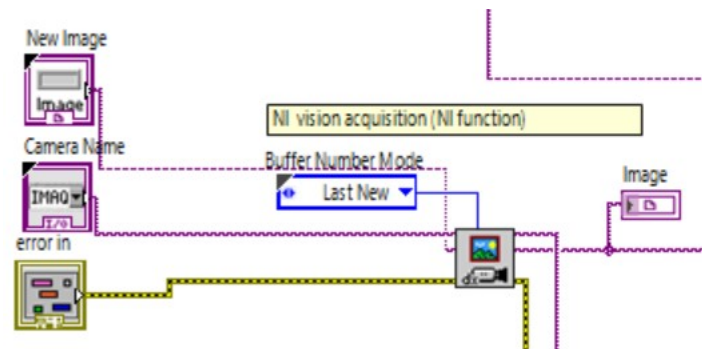 New Image
Image
NI vision acquisition (NI function)
Camera Name
Buffer Number Mode
Last New
Image
IMAQ
I/O
error in